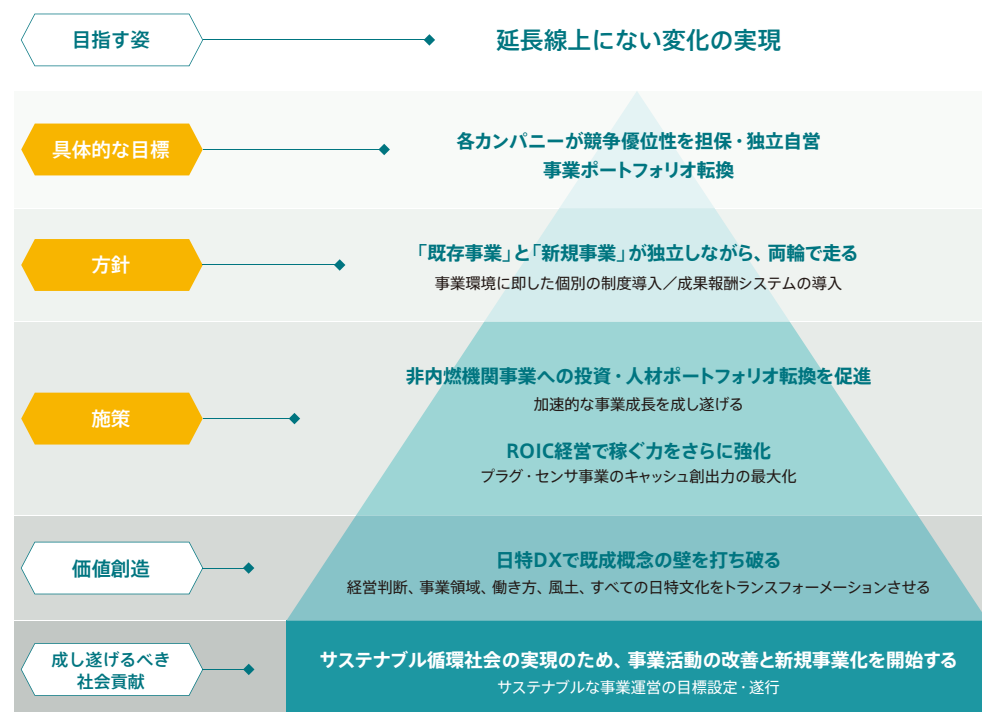 目指す姿
延長線上にない変化の実現
具体的な目標
各カンパニーが競争優位性を担保・独立自営
事業ポートフォリオ転換
方針
「既存事業」と「新規事業」が独立しながら、両輪で走る
事業環境に即した個別の制度導入／成果報酬システムの導入
施策
非内燃機関事業への投資・人材ポートフォリオ転換を促進
加速的な事業成長を成し遂げる
ROIC経営で稼ぐ力をさらに強化
プラグ・センサ事業のキャッシュ創出力の最大化
価値創造
日特DXで既成概念の壁を打ち破る
経営判断、事業領域、働き方、風土、すべての日特文化をトランスフォーメーションさせる
成し遂げるべき
社会貢献
サステナブル循環社会の実現のため、事業活動の改善と新規事業化を開始する
サステナブルな事業運営の目標設定・遂行